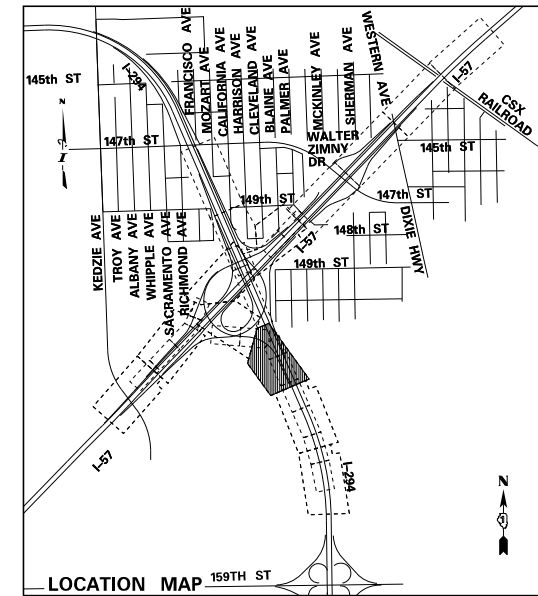 FRANCISCO AVE
MOZART AVE
CALIFORNIA AVE
HARRISON AVE
CLEVELAND AVE
BLAINE AVE
PALMER AVE
MCKINLEY AVE
SHERMAN AVE
WESTERN AVE
I-57
CSX
RAILROAD
145th ST
I-294
N
147th ST
WALTER
ZIMNY
DR
145th ST
149th ST
147th ST
KEDZIE AVE
TROY AVE
ALBANY AVE
WHIPPLE AVE
SACRAMENTO AVE
RICHMOND AVE
I-57
148th ST
DIXIE HWY
149th ST
I-57
I-294
N
LOCATION MAP
159TH ST